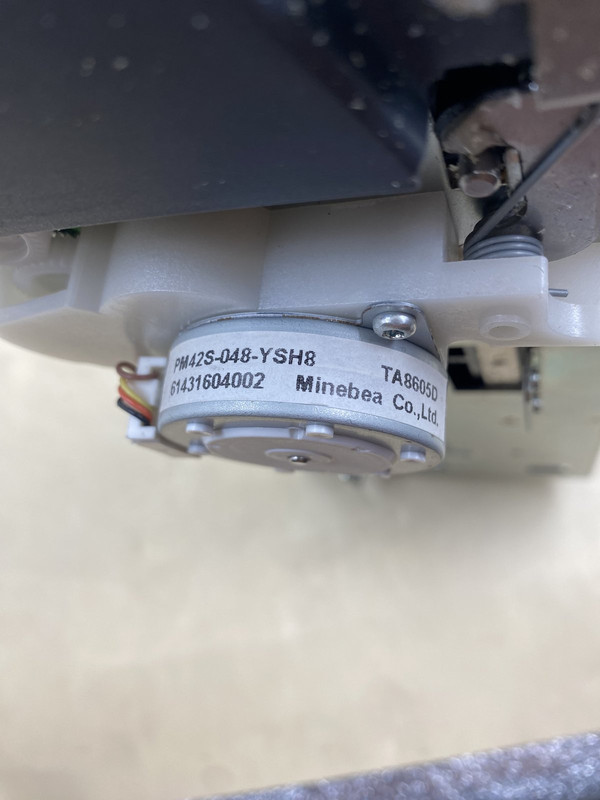 PM42S-048-YSH8 TA8605D
61431604002 Minebea Co.,Ltd.